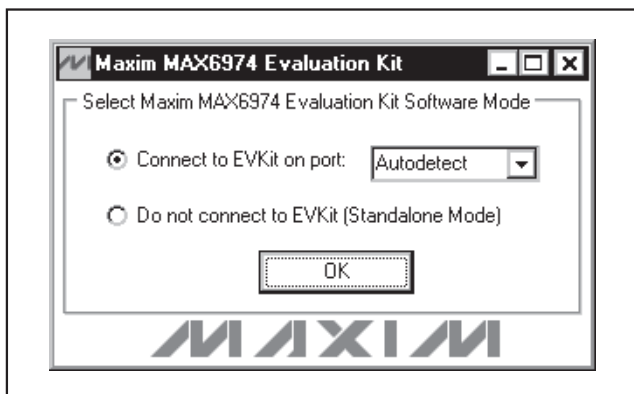 Maxim MAX6974 Evaluation Kit
Select Maxim MAX6974 Evaluation Kit Software Mode
Connect to EVKit on port: Autodetect
Do not connect to EVKit (Standalone Mode)
OK
MAXIM